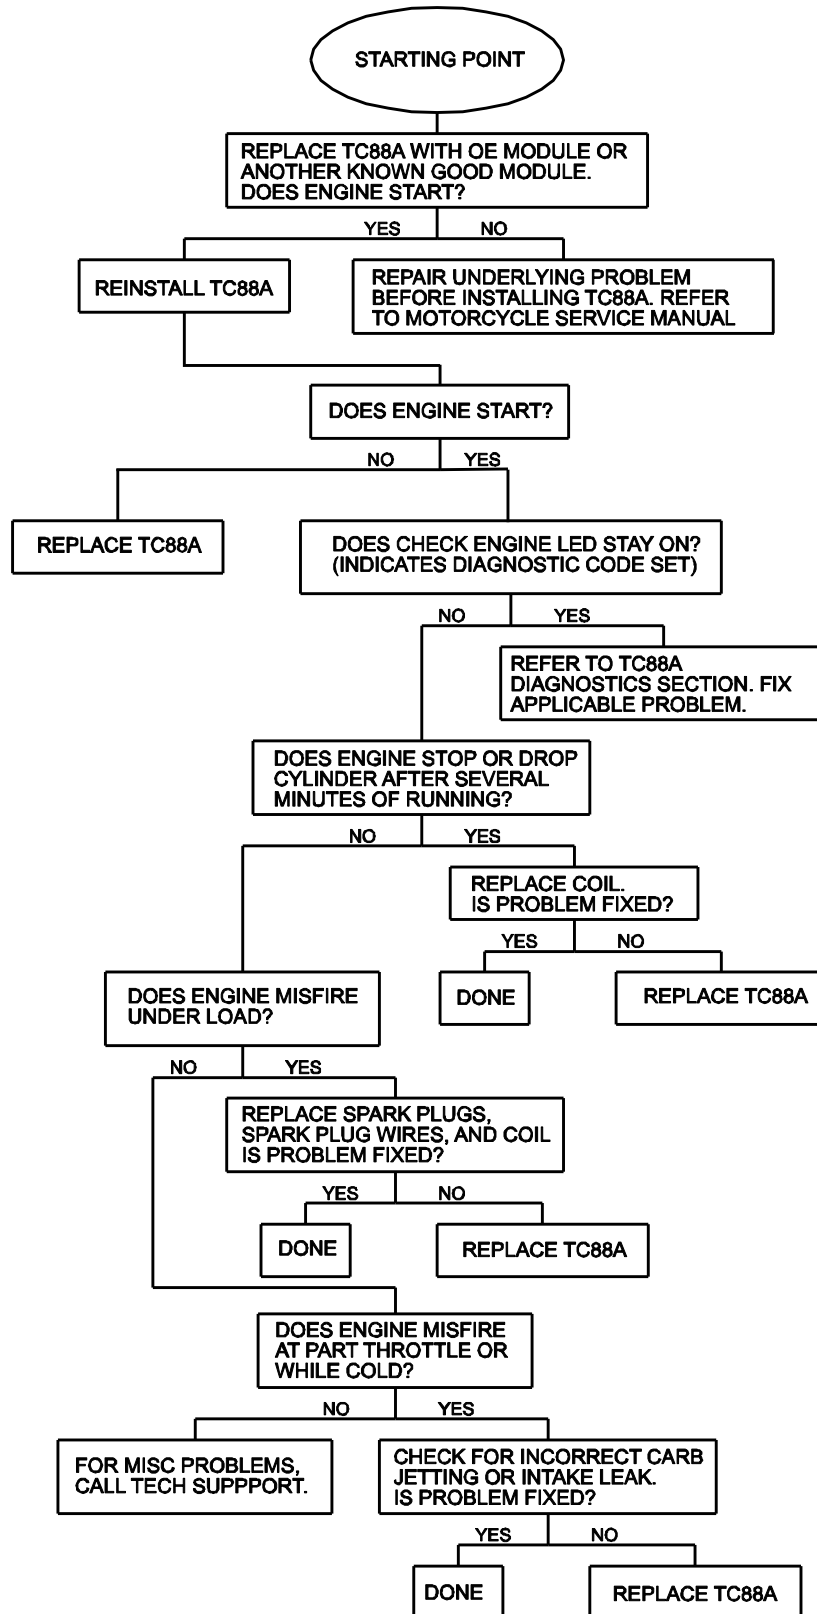 STARTING POINT
REPLACE TC88A WITH OE MODULE OR
ANOTHER KNOWN GOOD MODULE.
DOES ENGINE START?
YES
NO
REINSTALL TC88A
REPAIR UNDERLYING PROBLEM
BEFORE INSTALLING TC88A. REFER
TO MOTORCYCLE SERVICE MANUAL
DOES ENGINE START?
NO
YES
REPLACE TC88A
DOES CHECK ENGINE LED STAY ON?
(INDICATES DIAGNOSTIC CODE SET)
NO
YES
REFER TO TC88A
DIAGNOSTICS SECTION. FIX
APPLICABLE PROBLEM.
DOES ENGINE STOP OR DROP
CYLINDER AFTER SEVERAL
MINUTES OF RUNNING?
NO
YES
REPLACE COIL.
IS PROBLEM FIXED?
YES
NO
DONE
REPLACE TC88A
DOES ENGINE MISFIRE
UNDER LOAD?
NO
YES
REPLACE SPARK PLUGS,
SPARK PLUG WIRES, AND COIL
IS PROBLEM FIXED?
YES
NO
DONE
REPLACE TC88A
DOES ENGINE MISFIRE
AT PART THROTTLE OR
WHILE COLD?
NO
YES
FOR MISC PROBLEMS,
CALL TECH SUPPPORT.
CHECK FOR INCORRECT CARB
JETTING OR INTAKE LEAK.
IS PROBLEM FIXED?
YES
NO
DONE
REPLACE TC88A